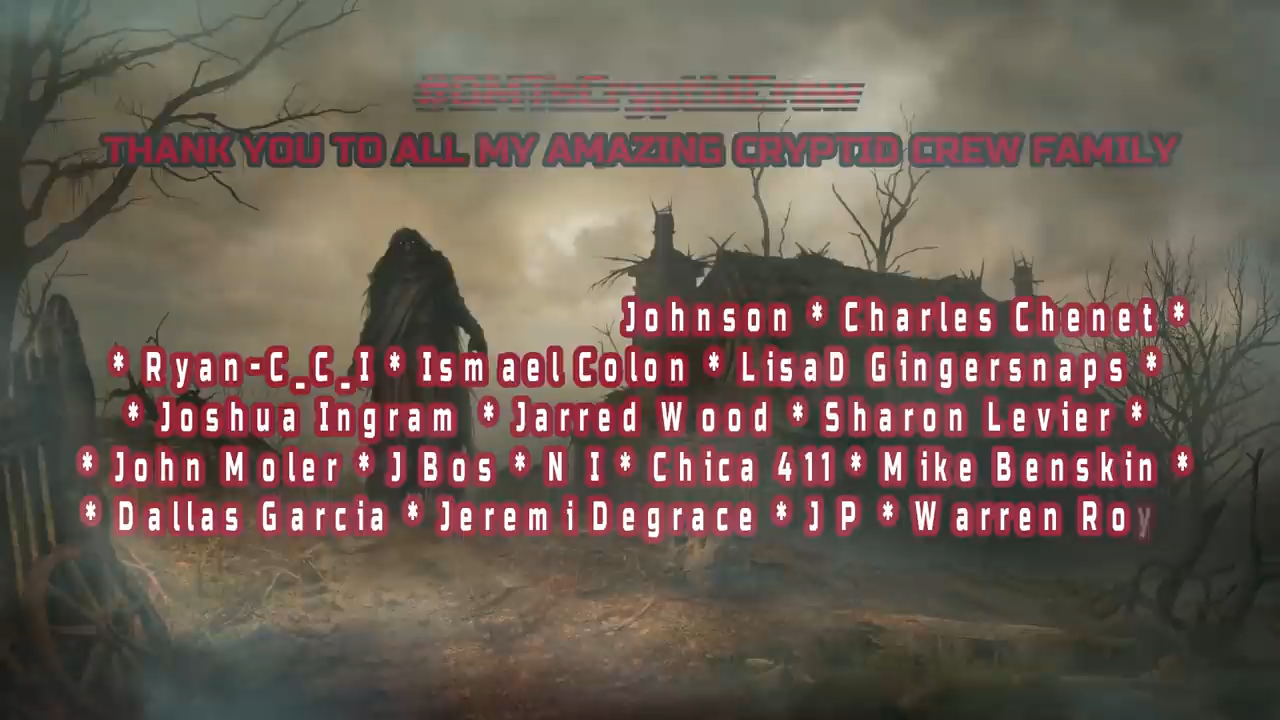 #DMTsCryptidCrew
THANK YOU TO ALL MY AMAZING CRYPTID CREW FAMILY
Johnson * Charles Chenet *
* Ryan-C_C_I * Ismael Colon * LisaD Gingersnaps *
* Joshua Ingram * Jarred Wood * Sharon Levier *
* John Moler * J Bos * N I * Chica 411 * Mike Benskin *
* Dallas Garcia * Jeremi Degrace * J P * Warren Roy